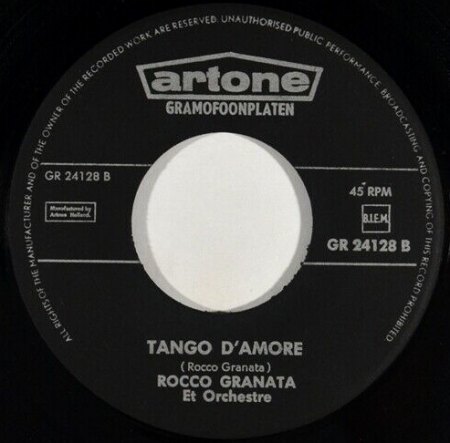 ALL RIGHTS OF THE MANUFACTURER AND OF THE OWNER OF THE RECORDED WORK ARE RESERVED. UNAUTHORISED PUBLIC PERFORMANCE, BROADCASTING AND COPYING OF THIS RECORD PROHIBITED
artone
GRAMOFOONPLATEN
GR 24128 B
45 RPM
Manufactured by
Artone Holland.
B.I.E.M.
GR 24128 B
TANGO D'AMORE
(Rocco Granata)
ROCCO GRANATA
Et Orchestre